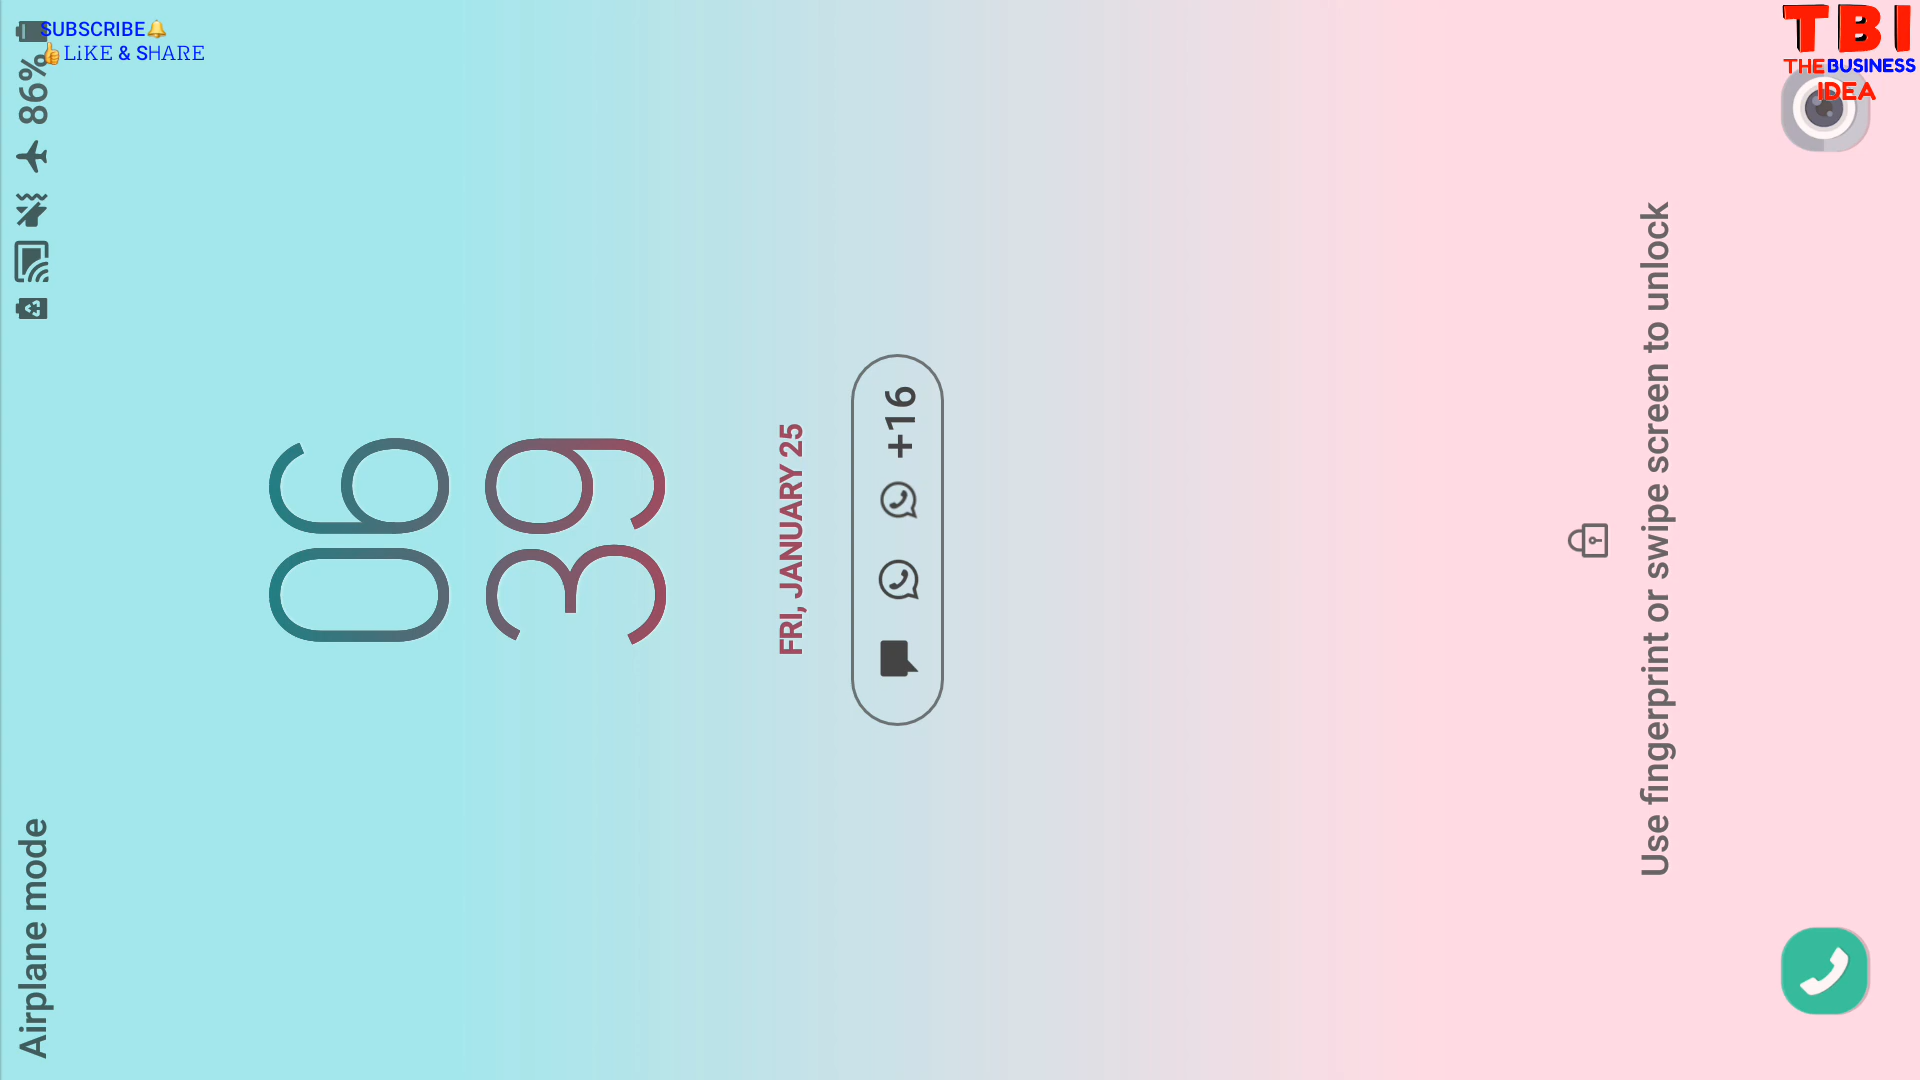 SUBSCRIBE🔔
👍LiKE & SHARE
TBI
THE BUSINESS
IDEA
Airplane mode
86%
06
39
FRI, JANUARY 25
+16
Use fingerprint or swipe screen to unlock